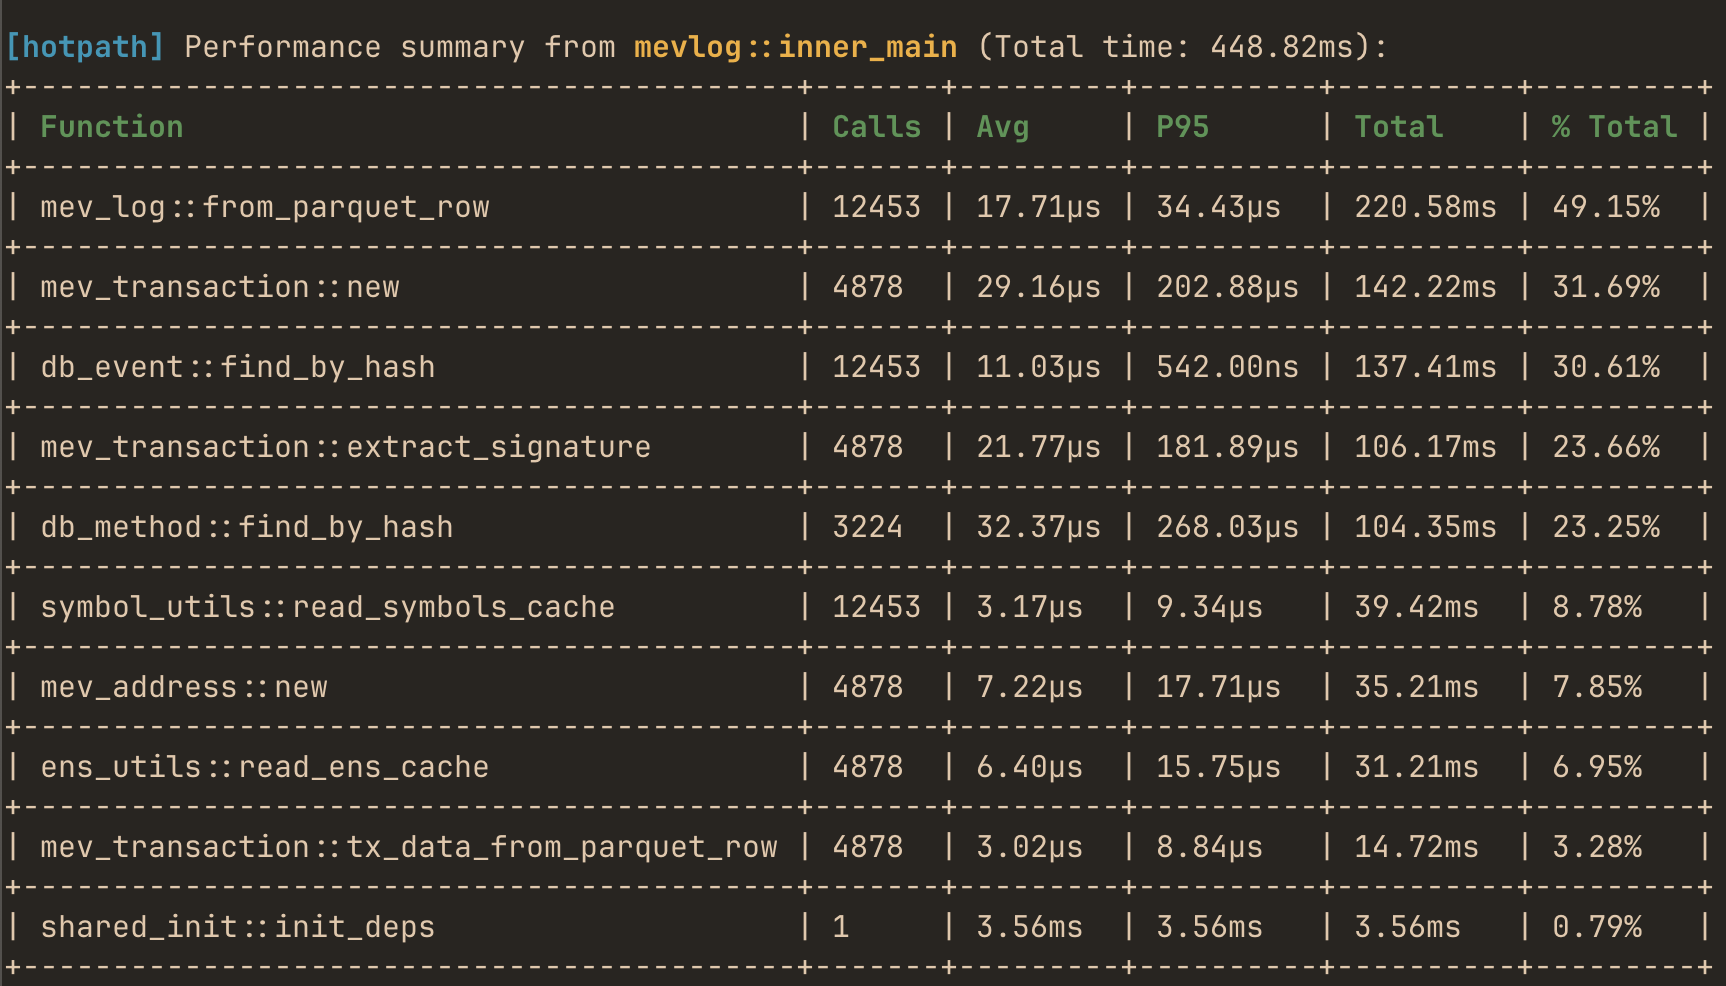 [hotpath] Performance summary from mevlog::inner_main (Total time: 448.82ms):
+-------------------------------------------+-------+---------+----------+----------+---------+
| Function                                  | Calls | Avg     | P95      | Total    | % Total |
+-------------------------------------------+-------+---------+----------+----------+---------+
| mev_log::from_parquet_row                 | 12453 | 17.71µs | 34.43µs  | 220.58ms | 49.15%  |
+-------------------------------------------+-------+---------+----------+----------+---------+
| mev_transaction::new                      | 4878  | 29.16µs | 202.88µs | 142.22ms | 31.69%  |
+-------------------------------------------+-------+---------+----------+----------+---------+
| db_event::find_by_hash                    | 12453 | 11.03µs | 542.00ns | 137.41ms | 30.61%  |
+-------------------------------------------+-------+---------+----------+----------+---------+
| mev_transaction::extract_signature        | 4878  | 21.77µs | 181.89µs | 106.17ms | 23.66%  |
+-------------------------------------------+-------+---------+----------+----------+---------+
| db_method::find_by_hash                   | 3224  | 32.37µs | 268.03µs | 104.35ms | 23.25%  |
+-------------------------------------------+-------+---------+----------+----------+---------+
| symbol_utils::read_symbols_cache          | 12453 | 3.17µs  | 9.34µs   | 39.42ms  | 8.78%   |
+-------------------------------------------+-------+---------+----------+----------+---------+
| mev_address::new                          | 4878  | 7.22µs  | 17.71µs  | 35.21ms  | 7.85%   |
+-------------------------------------------+-------+---------+----------+----------+---------+
| ens_utils::read_ens_cache                 | 4878  | 6.40µs  | 15.75µs  | 31.21ms  | 6.95%   |
+-------------------------------------------+-------+---------+----------+----------+---------+
| mev_transaction::tx_data_from_parquet_row | 4878  | 3.02µs  | 8.84µs   | 14.72ms  | 3.28%   |
+-------------------------------------------+-------+---------+----------+----------+---------+
| shared_init::init_deps                    | 1     | 3.56ms  | 3.56ms   | 3.56ms   | 0.79%   |
+-------------------------------------------+-------+---------+----------+----------+---------+